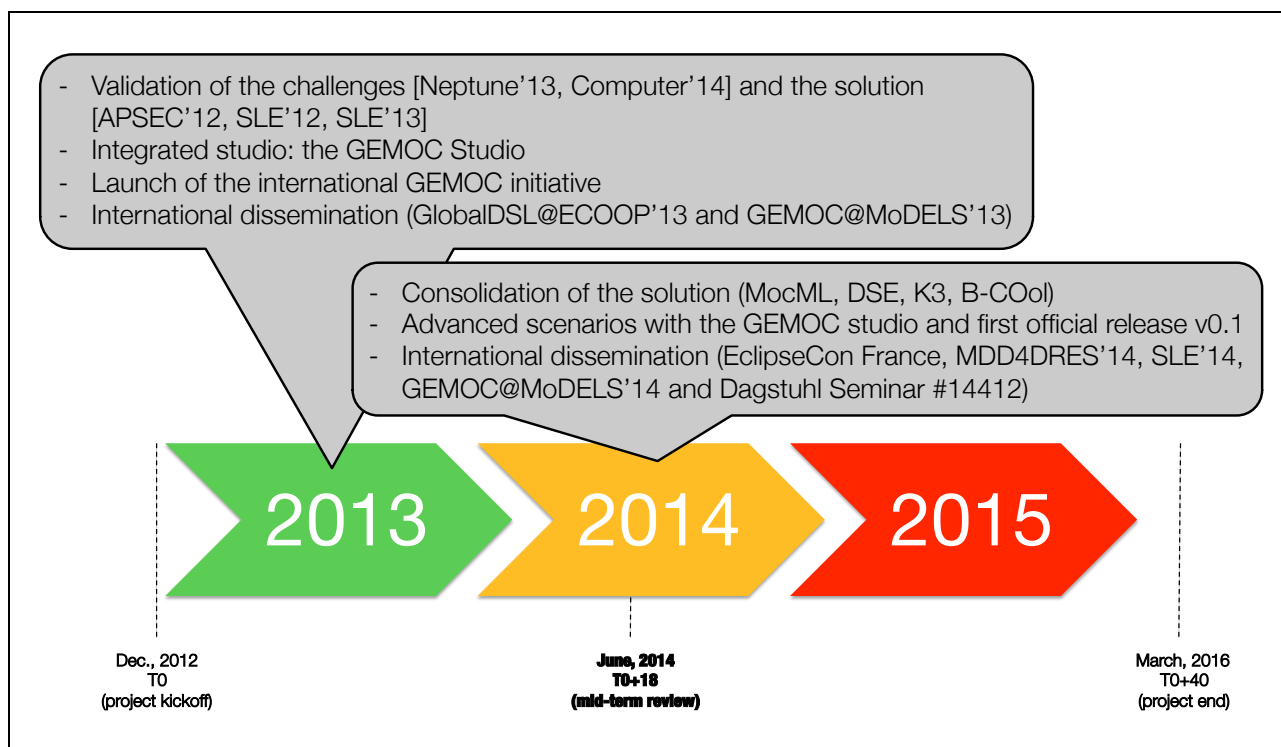 - Validation of the challenges [Neptune'13, Computer'14] and the solution
[APSEC'12, SLE'12, SLE'13]
- Integrated studio: the GEMOC Studio
- Launch of the international GEMOC initiative
- International dissemination (GlobalDSL@ECOOP'13 and GEMOC@MoDELS'13)
- Consolidation of the solution (MocML, DSE, K3, B-COol)
- Advanced scenarios with the GEMOC studio and first official release v0.1
- International dissemination (EclipseCon France, MDD4DRES'14, SLE'14,
GEMOC@MoDELS'14 and Dagstuhl Seminar #14412)
2013
2014
2015
Dec., 2012
T0
(project kickoff)
June, 2014
T0+18
(mid-term review)
March, 2016
T0+40
(project end)